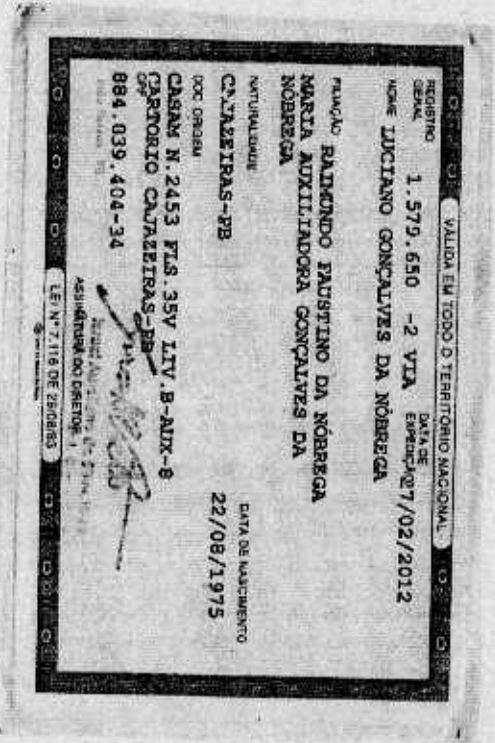 VÁLIDA EM TODO O TERRITÓRIO NACIONAL
REGISTRO GERAL 1.579.650 -2 VIA DATA DE EXPEDIÇÃO 27/02/2012
NOME LUCIANO GONÇALVES DA NÓBREGA
FILIAÇÃO RAIMUNDO FAUSTINO DA NÓBREGA
MARIA AUXILIADORA GONÇALVES DA
NÓBREGA
NATURALIDADE DATA DE NASCIMENTO
CAJAZEIRAS-PB 22/08/1975
DOC ORIGEM
CASAM N.2453 FLS.35V LIV.B-AUX-8
CARTORIO CAJAZEIRAS-PB
CPF
884.039.404-34
ASSINATURA DO DIRETOR
LEI Nº 7.116 DE 29/08/83